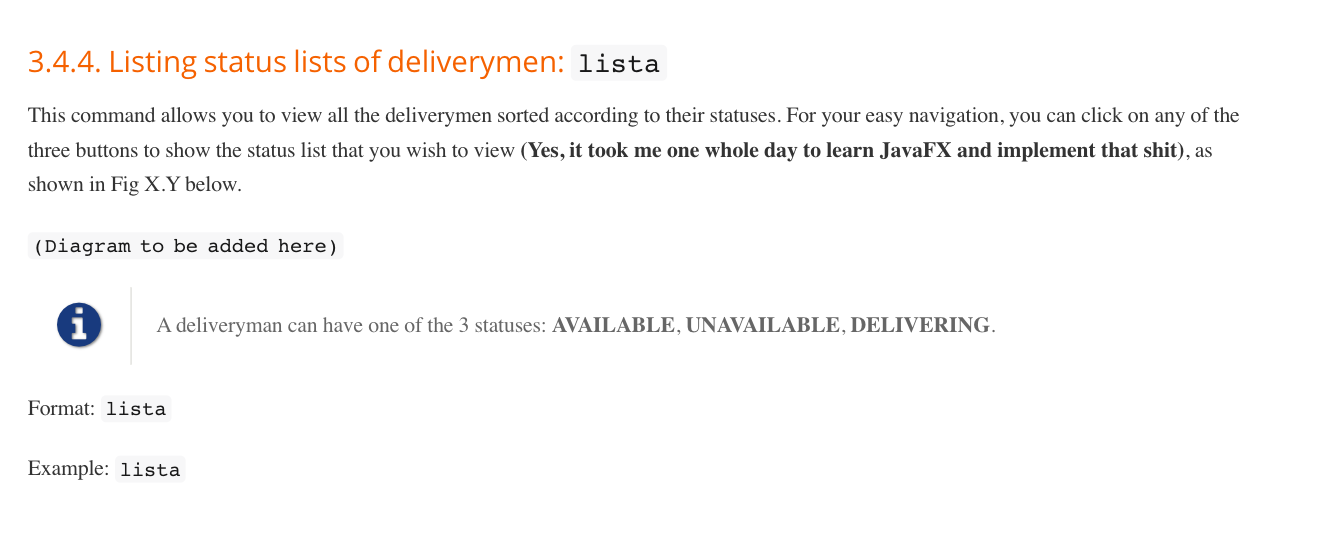 3.4.4. Listing status lists of deliverymen: lista
This command allows you to view all the deliverymen sorted according to their statuses. For your easy navigation, you can click on any of the
three buttons to show the status list that you wish to view (Yes, it took me one whole day to learn JavaFX and implement that shit), as
shown in Fig X.Y below.
(Diagram to be added here)
A deliveryman can have one of the 3 statuses: AVAILABLE, UNAVAILABLE, DELIVERING.
Format: lista
Example: lista